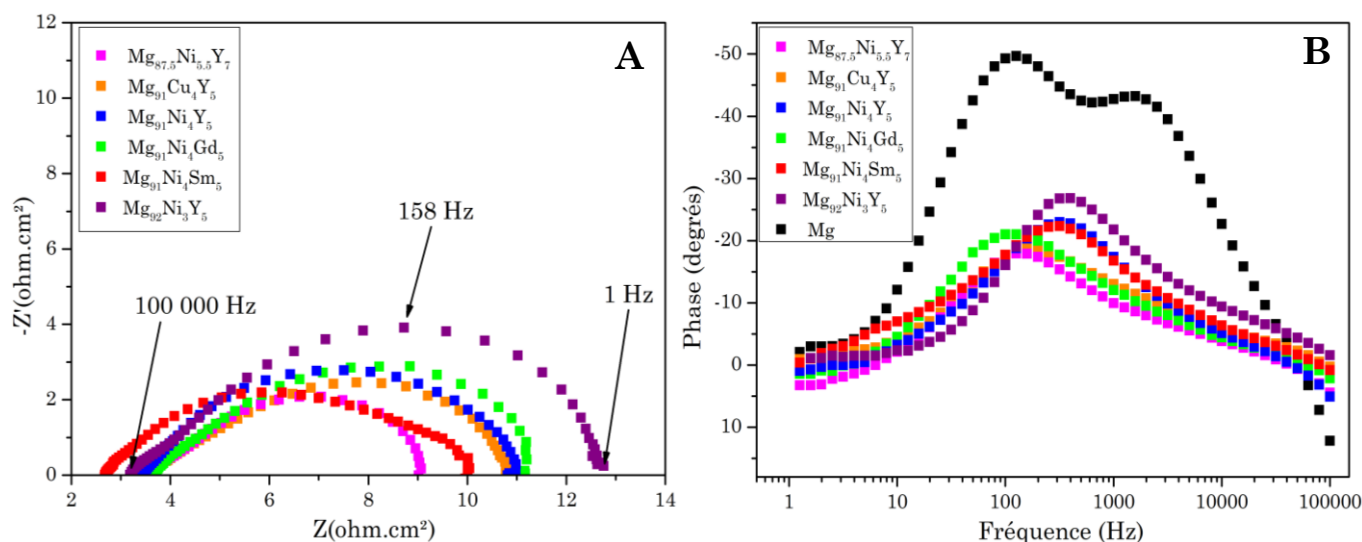 A
Mg₈₇.₅Ni₅.₅Y₇
Mg₉₁Cu₄Y₅
Mg₉₁Ni₄Y₅
Mg₉₁Ni₄Gd₅
Mg₉₁Ni₄Sm₅
Mg₉₂Ni₃Y₅
158 Hz
100 000 Hz
1 Hz
12
10
8
6
4
2
0
-Z'(ohm.cm²)
2
4
6
8
10
12
14
Z(ohm.cm²)
B
Mg₈₇.₅Ni₅.₅Y₇
Mg₉₁Cu₄Y₅
Mg₉₁Ni₄Y₅
Mg₉₁Ni₄Gd₅
Mg₉₁Ni₄Sm₅
Mg₉₂Ni₃Y₅
Mg
-50
-40
-30
-20
-10
0
10
Phase (degrés)
1
10
100
1000
10000
100000
Fréquence (Hz)